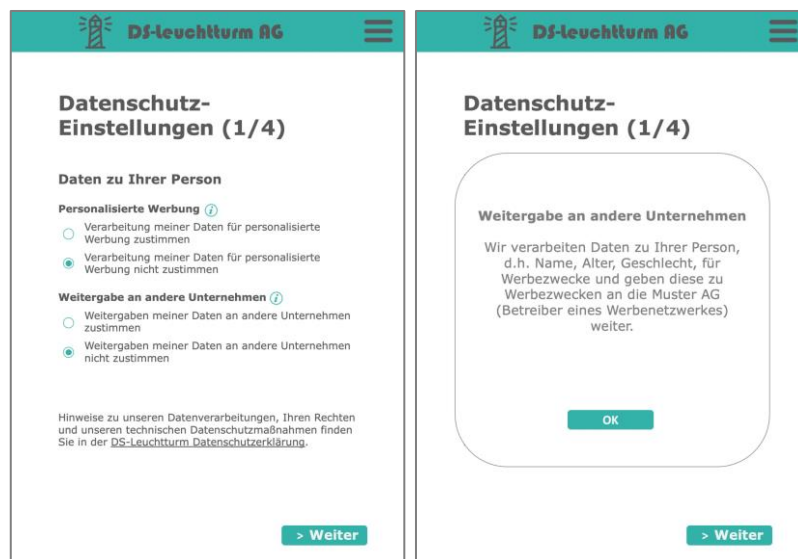 DS-Leuchtturm AG
Datenschutz-
Einstellungen (1/4)
Daten zu Ihrer Person
Personalisierte Werbung i
Verarbeitung meiner Daten für personalisierte
Werbung zustimmen
Verarbeitung meiner Daten für personalisierte
Werbung nicht zustimmen
Weitergabe an andere Unternehmen i
Weitergaben meiner Daten an andere Unternehmen
zustimmen
Weitergaben meiner Daten an andere Unternehmen
nicht zustimmen
Hinweise zu unseren Datenverarbeitungen, Ihren Rechten
und unseren technischen Datenschutzmaßnahmen finden
Sie in der DS-Leuchtturm Datenschutzerklärung.
> Weiter
DS-Leuchtturm AG
Datenschutz-
Einstellungen (1/4)
Weitergabe an andere Unternehmen
Wir verarbeiten Daten zu Ihrer Person,
d.h. Name, Alter, Geschlecht, für
Werbezwecke und geben diese zu
Werbezwecken an die Muster AG
(Betreiber eines Werbenetzwerkes)
weiter.
OK
> Weiter